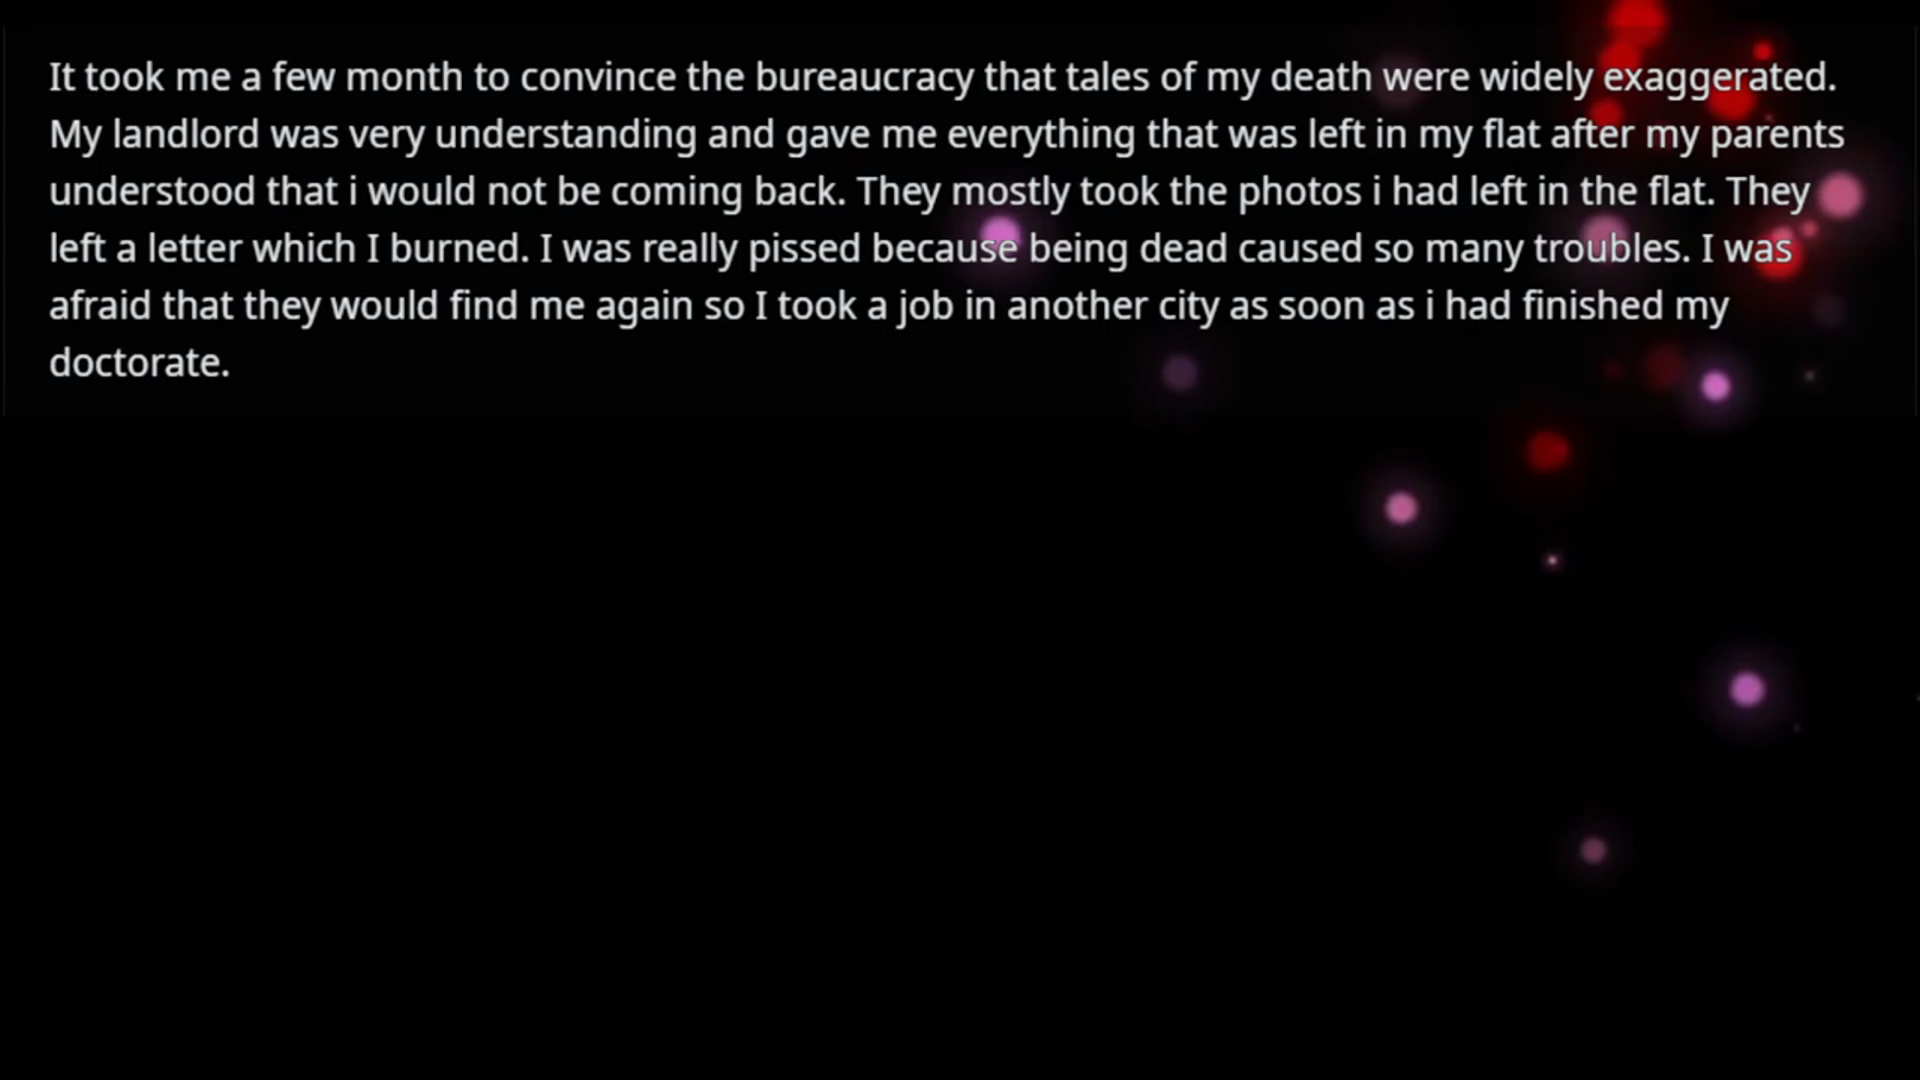 It took me a few month to convince the bureaucracy that tales of my death were widely exaggerated.
My landlord was very understanding and gave me everything that was left in my flat after my parents
understood that i would not be coming back. They mostly took the photos i had left in the flat. They
left a letter which I burned. I was really pissed because being dead caused so many troubles. I was
afraid that they would find me again so I took a job in another city as soon as i had finished my
doctorate.